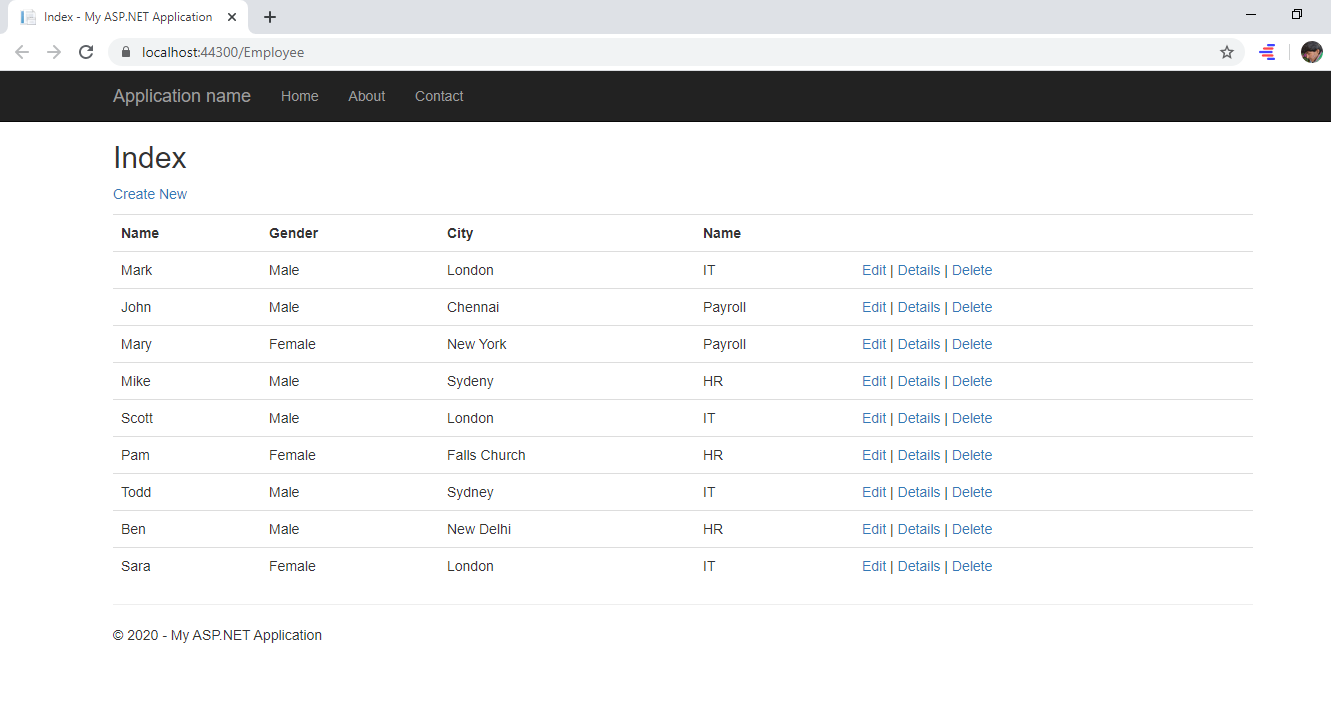 Index - My ASP.NET Application
localhost:44300/Employee
Application name Home About Contact
Index
Create New
Name Gender City Name
Mark Male London IT Edit | Details | Delete
John Male Chennai Payroll Edit | Details | Delete
Mary Female New York Payroll Edit | Details | Delete
Mike Male Sydeny HR Edit | Details | Delete
Scott Male London IT Edit | Details | Delete
Pam Female Falls Church HR Edit | Details | Delete
Todd Male Sydney IT Edit | Details | Delete
Ben Male New Delhi HR Edit | Details | Delete
Sara Female London IT Edit | Details | Delete
© 2020 - My ASP.NET Application